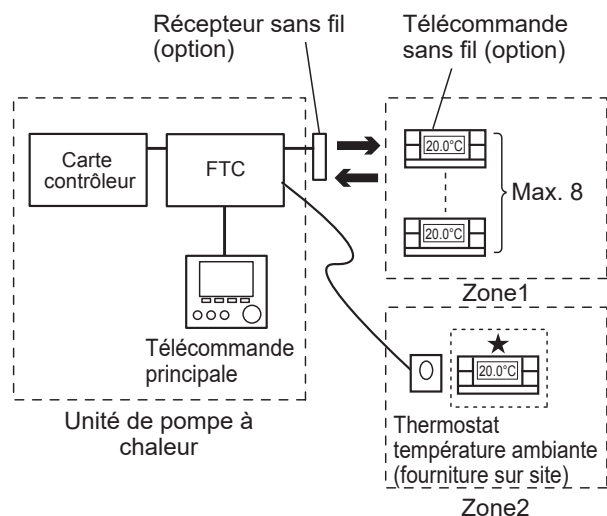 Récepteur sans fil
(option)
Télécommande
sans fil (option)
Carte
contrôleur
FTC
20.0°C
Max. 8
20.0°C
Zone1
Télécommande
principale
20.0°C
Unité de pompe à
chaleur
Thermostat
température ambiante
(fourniture sur site)
Zone2